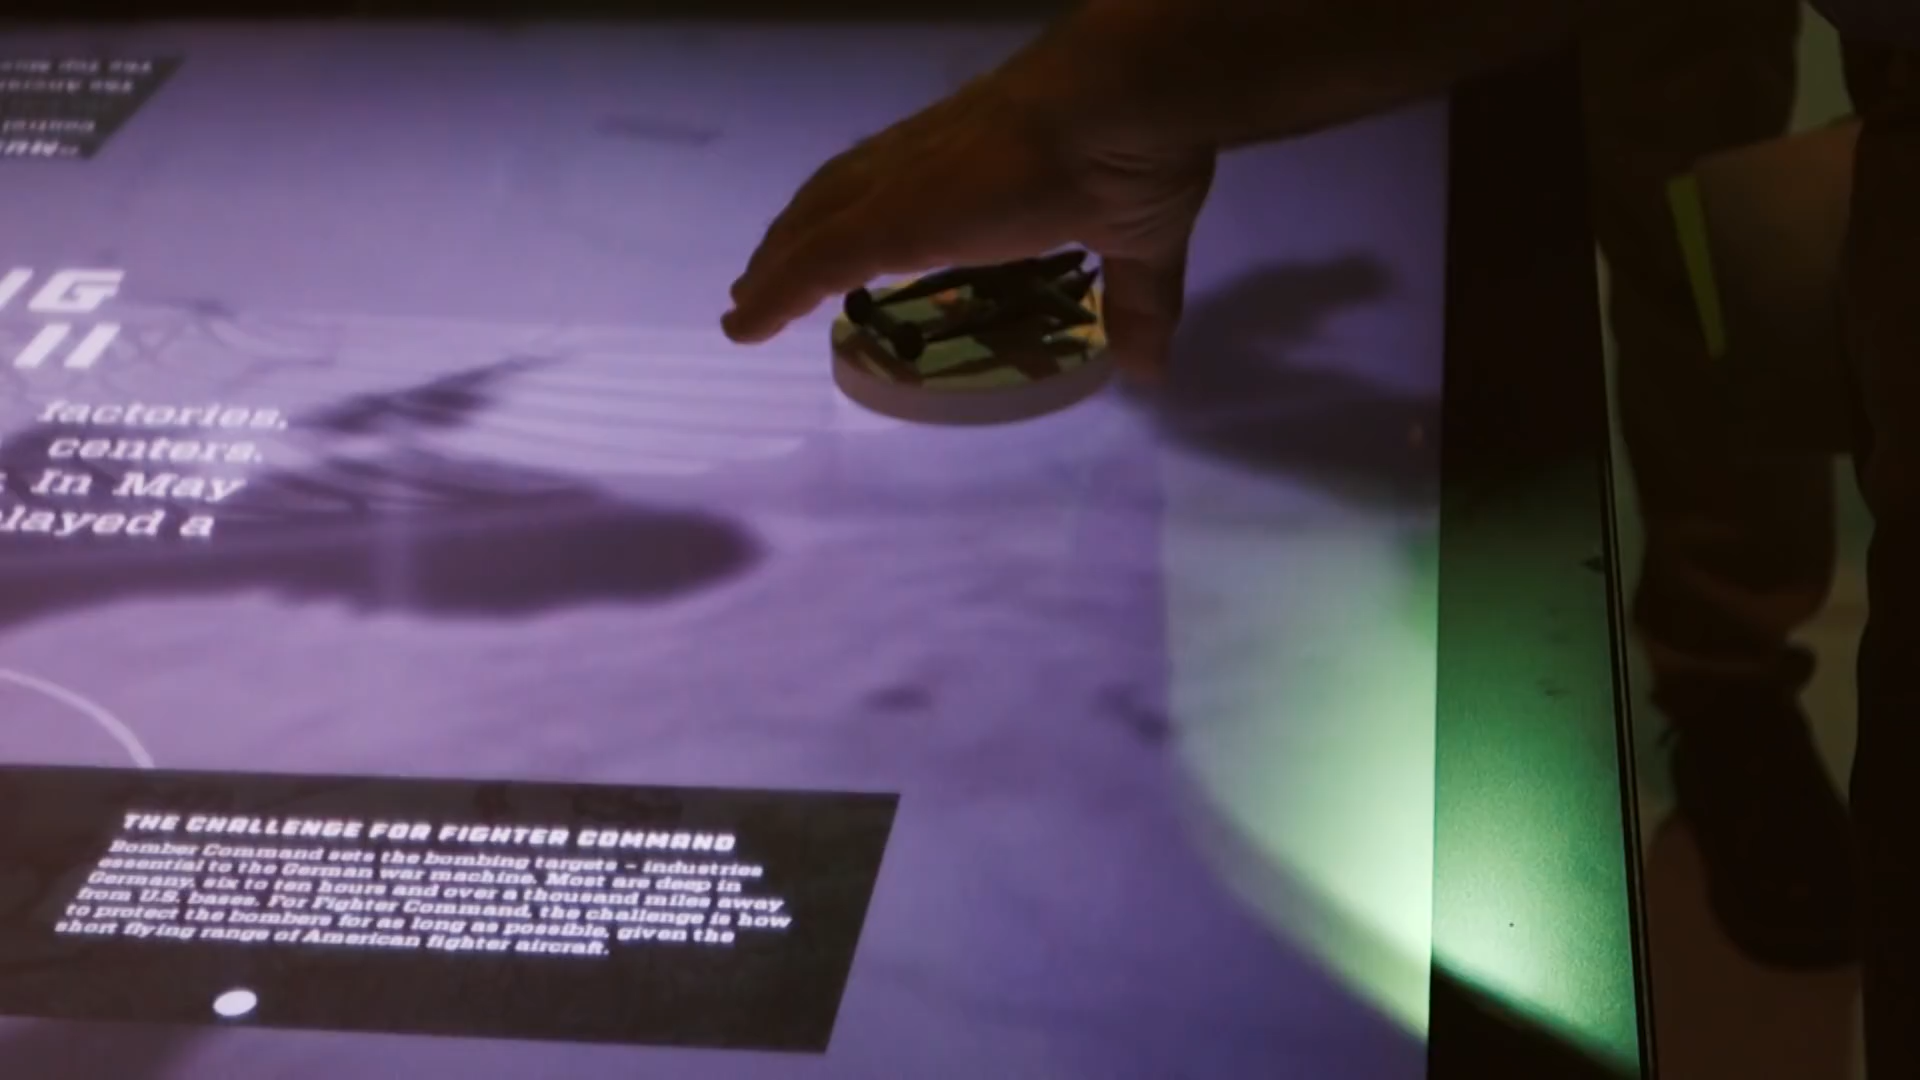 NG
II
factories,
centers.
In May
played a
THE CHALLENGE FOR FIGHTER COMMAND
Bomber Command sets the bombing targets – industries
essential to the German war machine. Most are deep in
Germany, six to ten hours and over a thousand miles away
from U.S. bases. For Fighter Command, the challenge is how
to protect the bombers for as long as possible, given the
short flying range of American fighter aircraft.